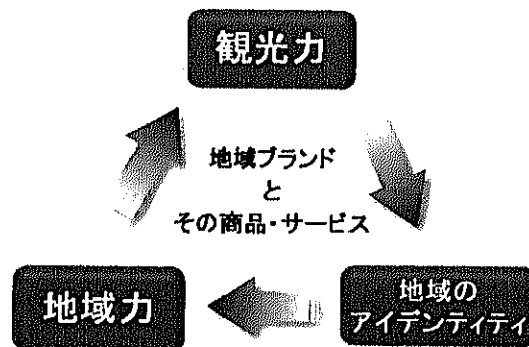 観光力
地域ブランド
と
その商品・サービス
地域力
地域の
アイデンティティ